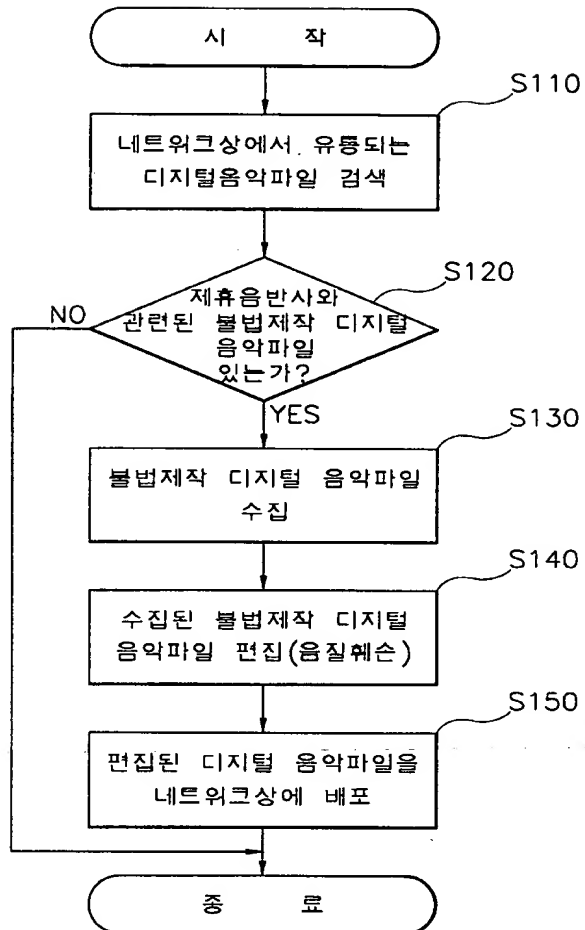 시 작
S110
네트워크상에서 유통되는
디지털음악파일 검색
S120
제휴음반사와
관련된 불법제작 디지털
음악파일
있는가?
NO
YES
S130
불법제작 디지털 음악파일
수집
S140
수집된 불법제작 디지털
음악파일 편집(음질훼손)
S150
편집된 디지털 음악파일을
네트워크상에 배포
종 료